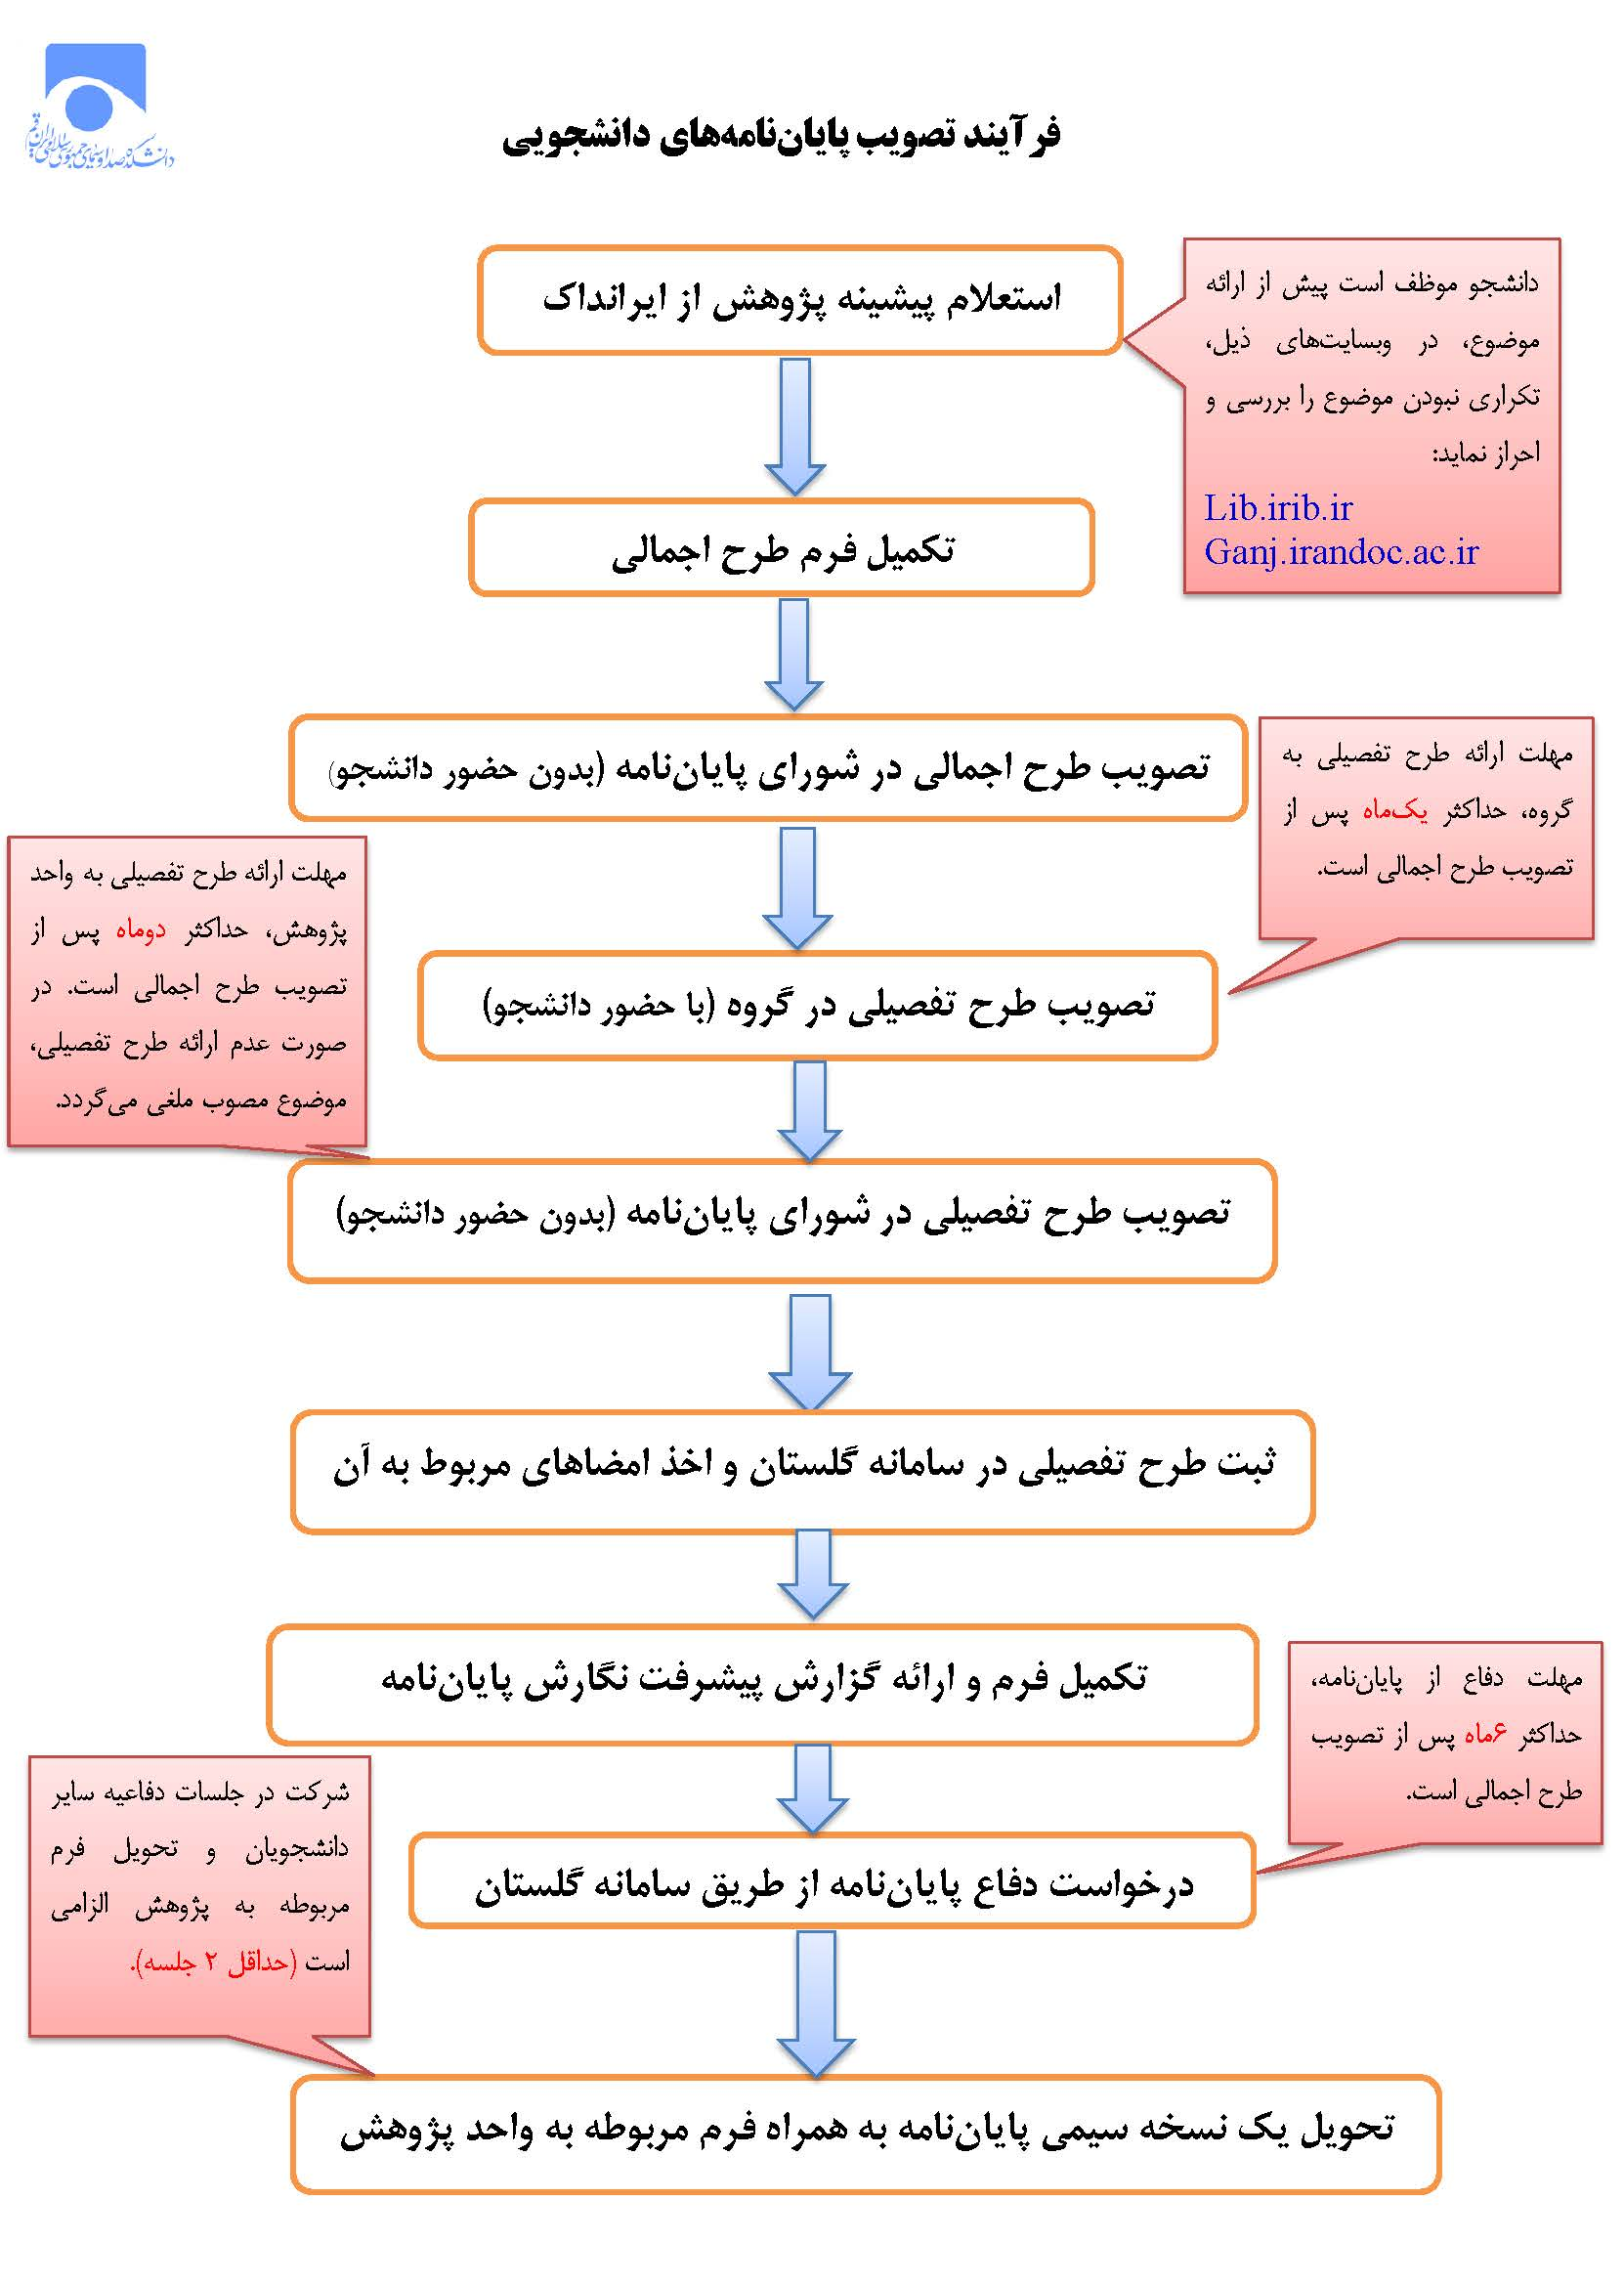 دانشکده صدا و سیمای جمهوری اسلامی ایران قم
فرآیند تصویب پایان‌نامه‌های دانشجویی
استعلام پیشینه پژوهش از ایرانداک
دانشجو موظف است پیش از ارائه
موضوع، در وبسایت‌های ذیل،
تکراری نبودن موضوع را بررسی و
احراز نماید:
Lib.irib.ir
Ganj.irandoc.ac.ir
تکمیل فرم طرح اجمالی
تصویب طرح اجمالی در شورای پایان‌نامه (بدون حضور دانشجو)
مهلت ارائه طرح تفصیلی به
گروه، حداکثر یک‌ماه پس از
تصویب طرح اجمالی است.
تصویب طرح تفصیلی در گروه (با حضور دانشجو)
مهلت ارائه طرح تفصیلی به واحد
پژوهش، حداکثر دوماه پس از
تصویب طرح اجمالی است. در
صورت عدم ارائه طرح تفصیلی،
موضوع مصوب ملغی می‌گردد.
تصویب طرح تفصیلی در شورای پایان‌نامه (بدون حضور دانشجو)
ثبت طرح تفصیلی در سامانه گلستان و اخذ امضاهای مربوط به آن
تکمیل فرم و ارائه گزارش پیشرفت نگارش پایان‌نامه
مهلت دفاع از پایان‌نامه،
حداکثر ۶ماه پس از تصویب
طرح اجمالی است.
درخواست دفاع پایان‌نامه از طریق سامانه گلستان
شرکت در جلسات دفاعیه سایر
دانشجویان و تحویل فرم
مربوطه به پژوهش الزامی
است (حداقل ۲ جلسه).
تحویل یک نسخه سیمی پایان‌نامه به همراه فرم مربوطه به واحد پژوهش